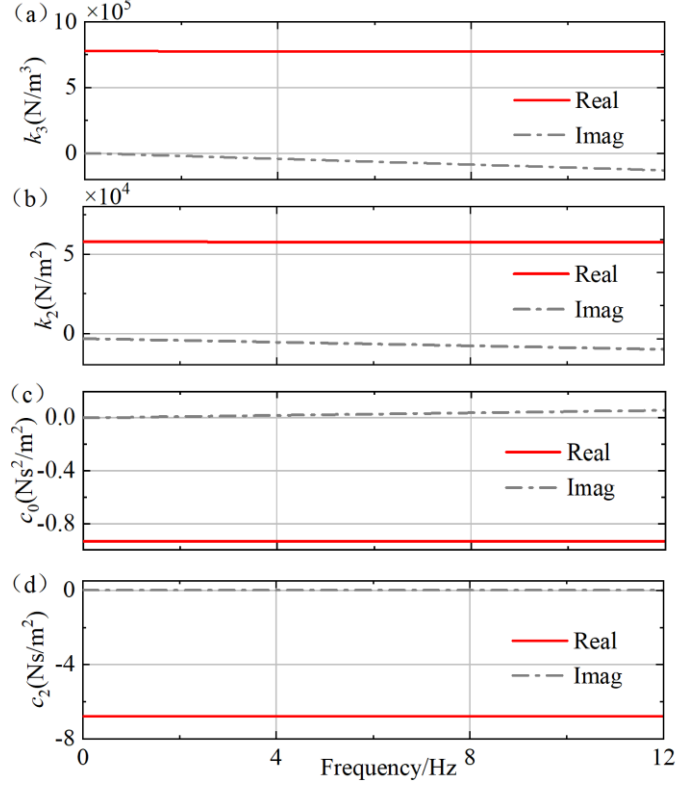 (a)
10 ×10⁵
5
0
k₃(N/m³)
Real
Imag
(b)
×10⁴
5
0
k₂(N/m²)
Real
Imag
(c)
0.0
-0.4
-0.8
c₀(Ns²/m²)
Real
Imag
(d)
0
-4
-8
c₂(Ns/m²)
Real
Imag
0 4 8 12
Frequency/Hz